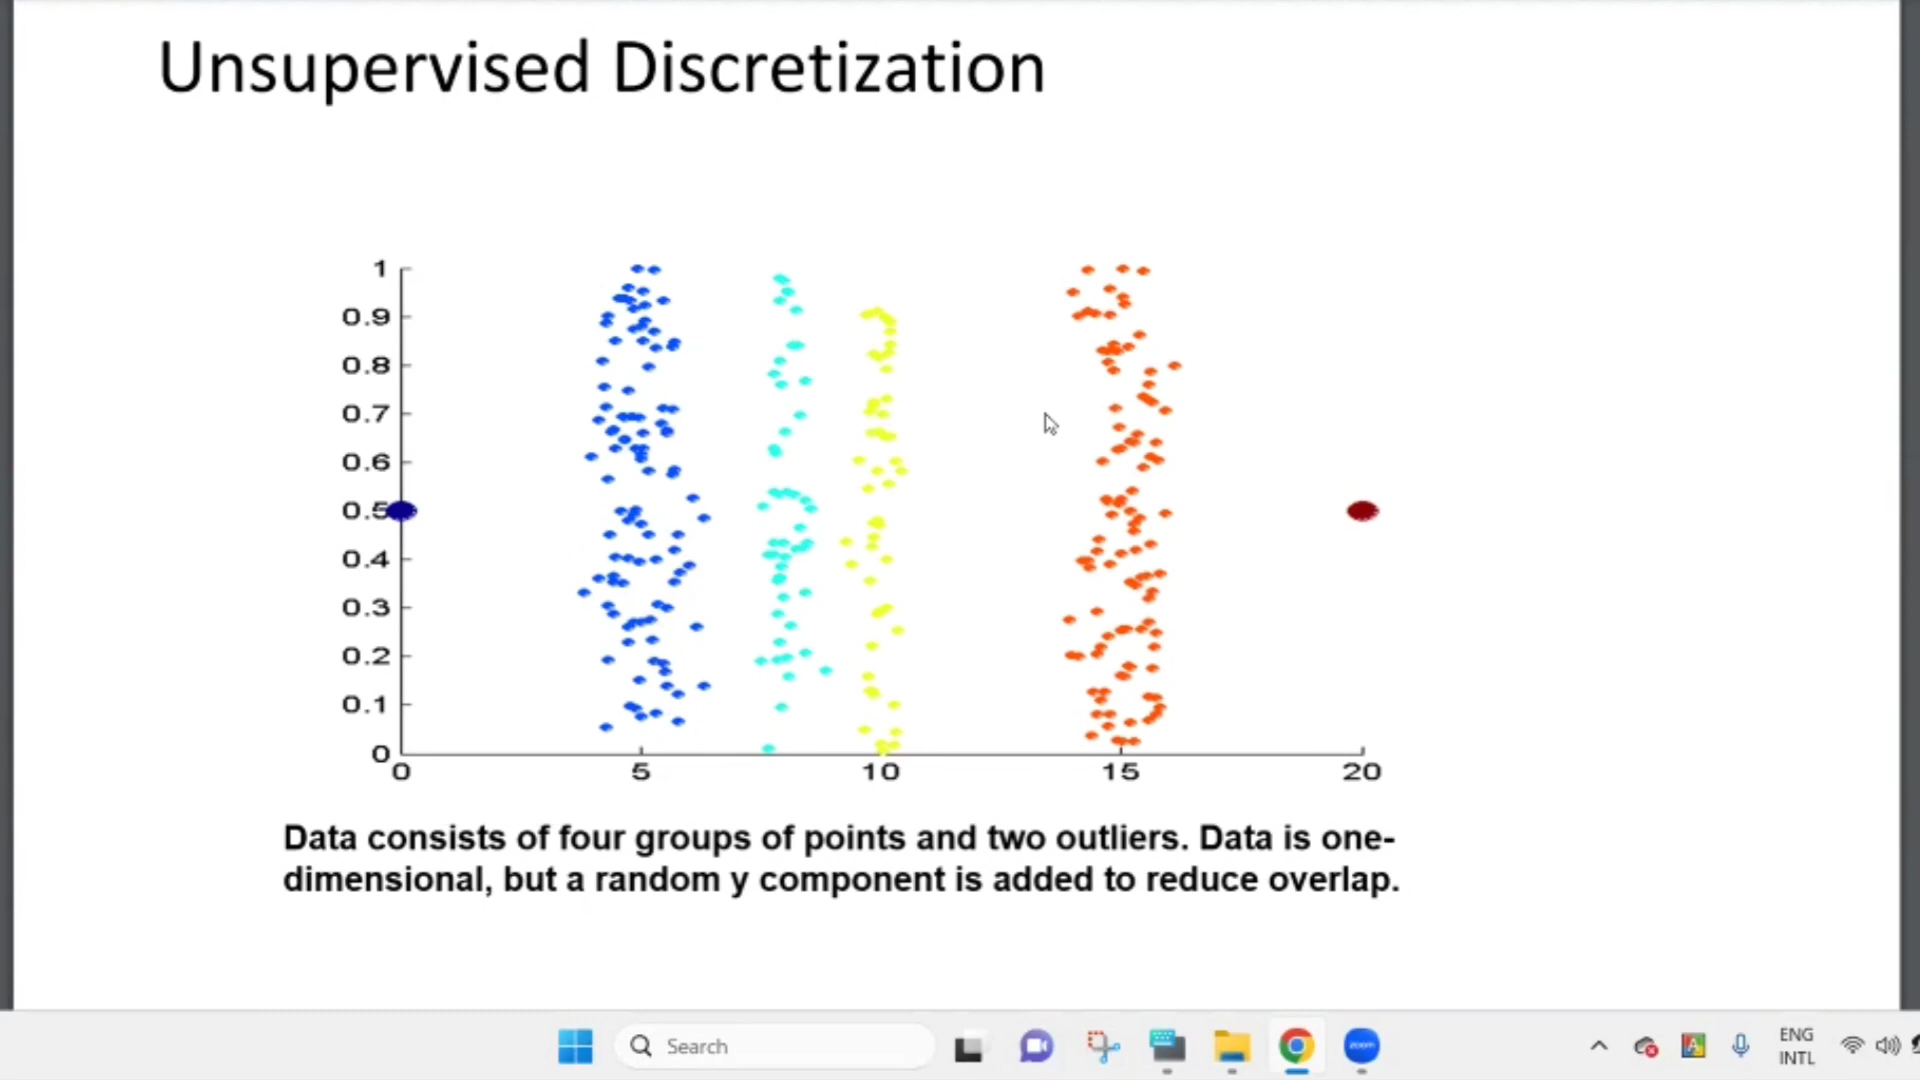 Unsupervised Discretization
1
0.9
0.8
0.7
0.6
0.5
0.4
0.3
0.2
0.1
0
0 5 10 15 20
Data consists of four groups of points and two outliers. Data is one-
dimensional, but a random y component is added to reduce overlap.
Search
zoom
ENG
INTL